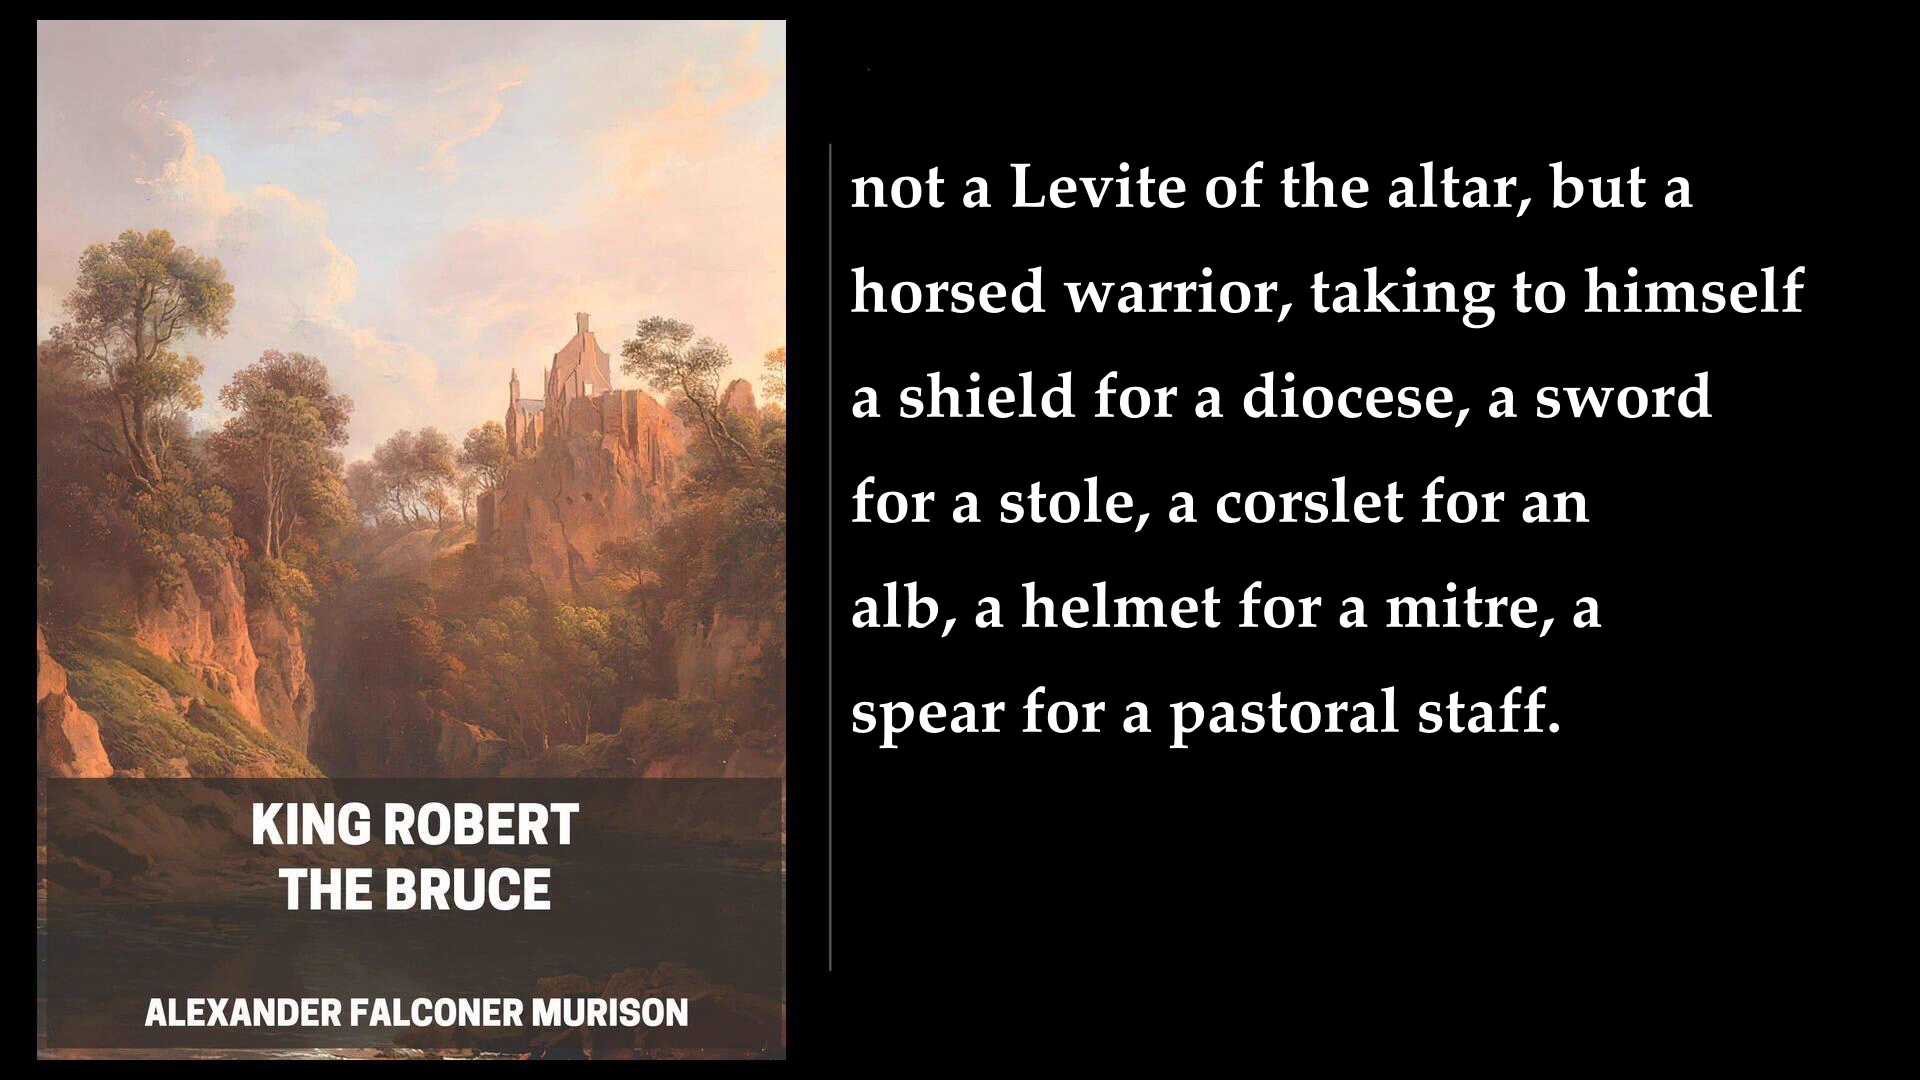 KING ROBERT
THE BRUCE
ALEXANDER FALCONER MURISON
not a Levite of the altar, but a
horsed warrior, taking to himself
a shield for a diocese, a sword
for a stole, a corslet for an
alb, a helmet for a mitre, a
spear for a pastoral staff.